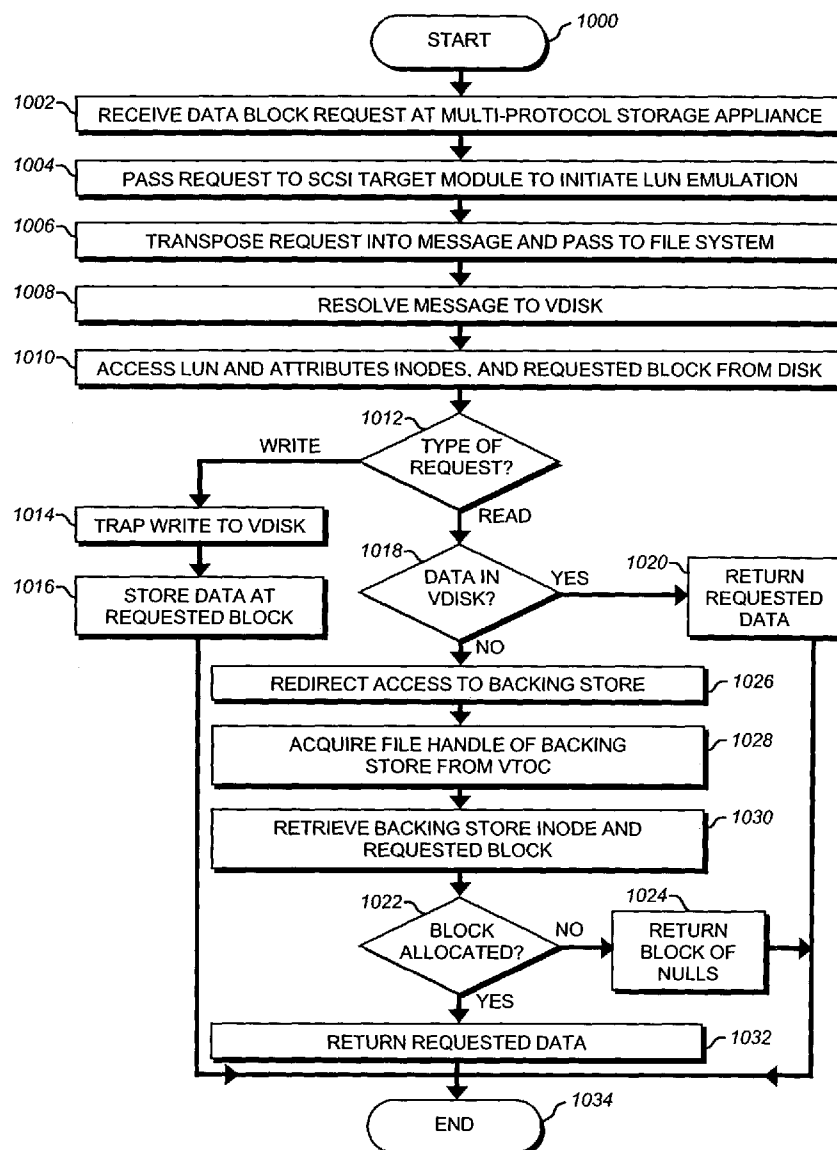 START
1000
1002
RECEIVE DATA BLOCK REQUEST AT MULTI-PROTOCOL STORAGE APPLIANCE
1004
PASS REQUEST TO SCSI TARGET MODULE TO INITIATE LUN EMULATION
1006
TRANSPOSE REQUEST INTO MESSAGE AND PASS TO FILE SYSTEM
1008
RESOLVE MESSAGE TO VDISK
1010
ACCESS LUN AND ATTRIBUTES INODES, AND REQUESTED BLOCK FROM DISK
1012
TYPE OF
REQUEST?
WRITE
READ
1014
TRAP WRITE TO VDISK
1016
STORE DATA AT
REQUESTED BLOCK
1018
DATA IN
VDISK?
YES
NO
1020
RETURN
REQUESTED
DATA
REDIRECT ACCESS TO BACKING STORE
1026
ACQUIRE FILE HANDLE OF BACKING
STORE FROM VTOC
1028
RETRIEVE BACKING STORE INODE AND
REQUESTED BLOCK
1030
1022
BLOCK
ALLOCATED?
NO
YES
1024
RETURN
BLOCK OF
NULLS
RETURN REQUESTED DATA
1032
END
1034